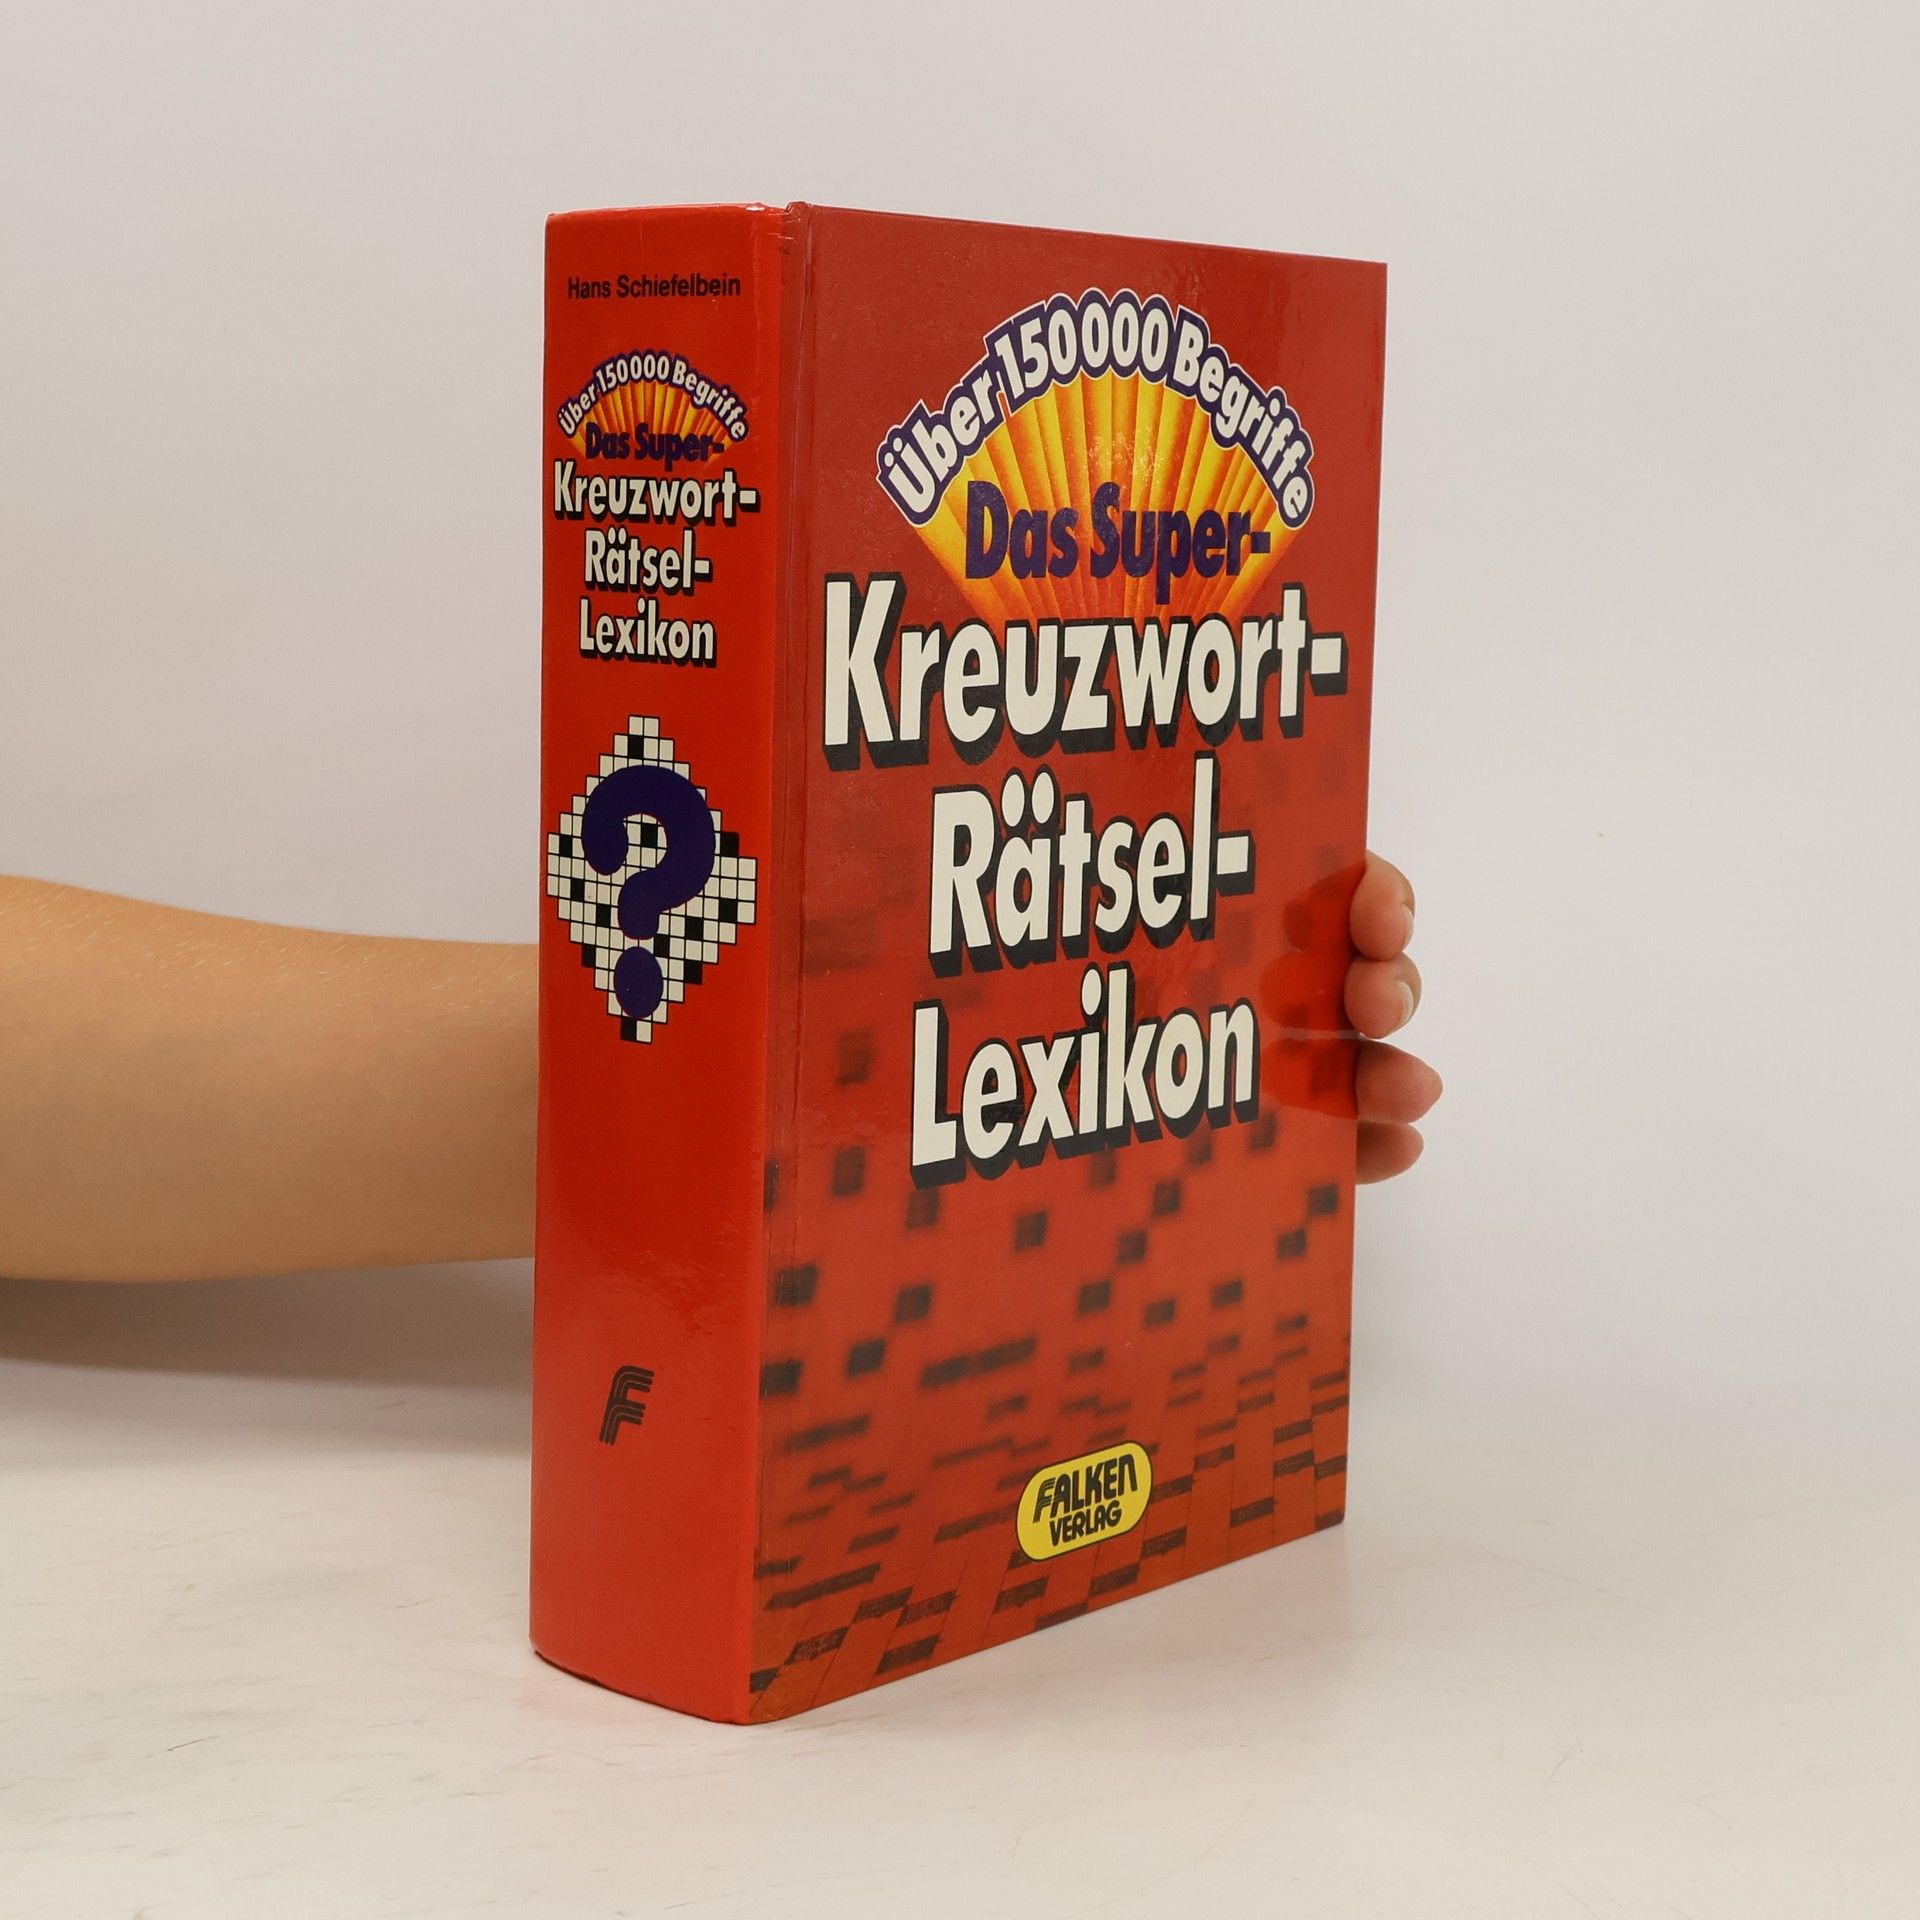 Hans Schiefelbein
Über 150000 Begriffe
Das Super-
Kreuzwort-
Rätsel-
Lexikon
?
F
Über 150000 Begriffe
Das Super-
Kreuzwort-
Rätsel-
Lexikon
FALKEN
VERLAG